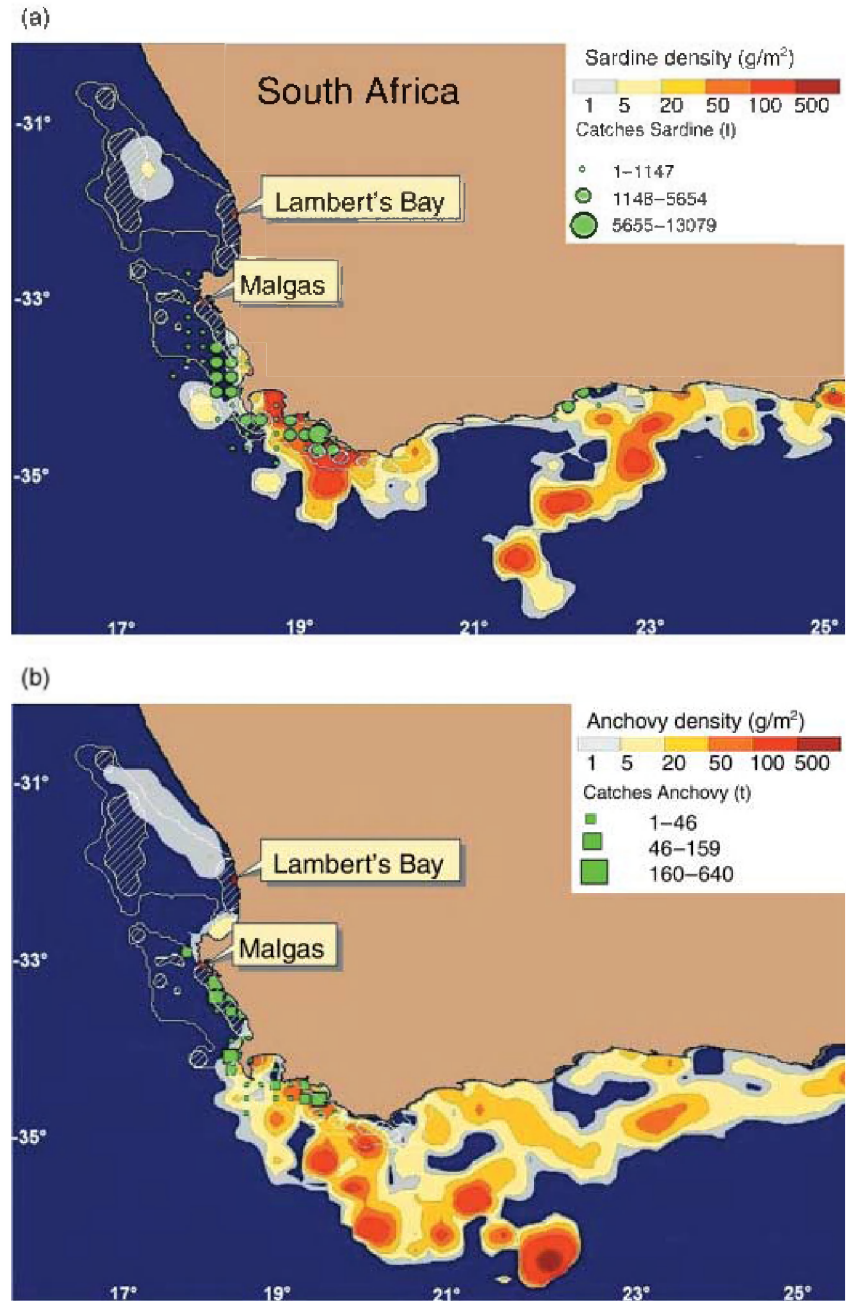 (a)
South Africa
Sardine density (g/m²)
1 5 20 50 100 500
Catches Sardine (l)
1–1147
1148–5654
5655–13079
-31°
Lambert's Bay
Malgas
-33°
-35°
17° 19° 21° 23° 25°
(b)
Anchovy density (g/m²)
1 5 20 50 100 500
Catches Anchovy (t)
1–46
46–159
160–640
-31°
Lambert's Bay
Malgas
-33°
-35°
17° 19° 21° 23° 25°